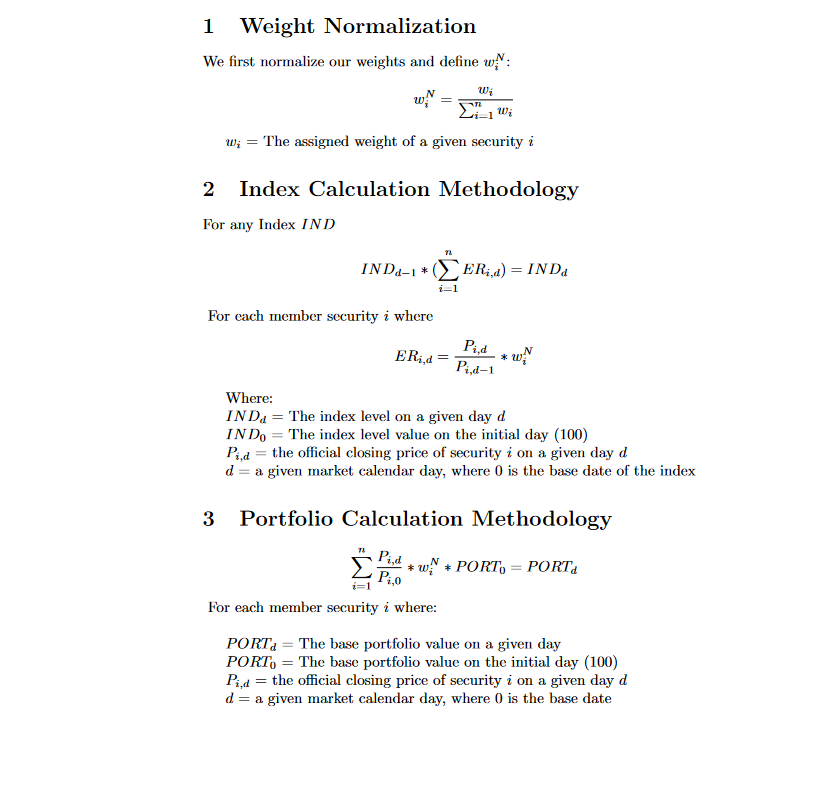 1 Weight Normalization
We first normalize our weights and define w_i^N:
w_i^N = \frac{w_i}{\sum_{i=1}^n w_i}
w_i = The assigned weight of a given security i
2 Index Calculation Methodology
For any Index IND
IND_{d-1} * (\sum_{i=1}^n ER_{i,d}) = IND_d
For each member security i where
ER_{i,d} = \frac{P_{i,d}}{P_{i,d-1}} * w_i^N
Where:
IND_d = The index level on a given day d
IND_0 = The index level value on the initial day (100)
P_{i,d} = the official closing price of security i on a given day d
d = a given market calendar day, where 0 is the base date of the index
3 Portfolio Calculation Methodology
\sum_{i=1}^n \frac{P_{i,d}}{P_{i,0}} * w_i^N * PORT_0 = PORT_d
For each member security i where:
PORT_d = The base portfolio value on a given day
PORT_0 = The base portfolio value on the initial day (100)
P_{i,d} = the official closing price of security i on a given day d
d = a given market calendar day, where 0 is the base date